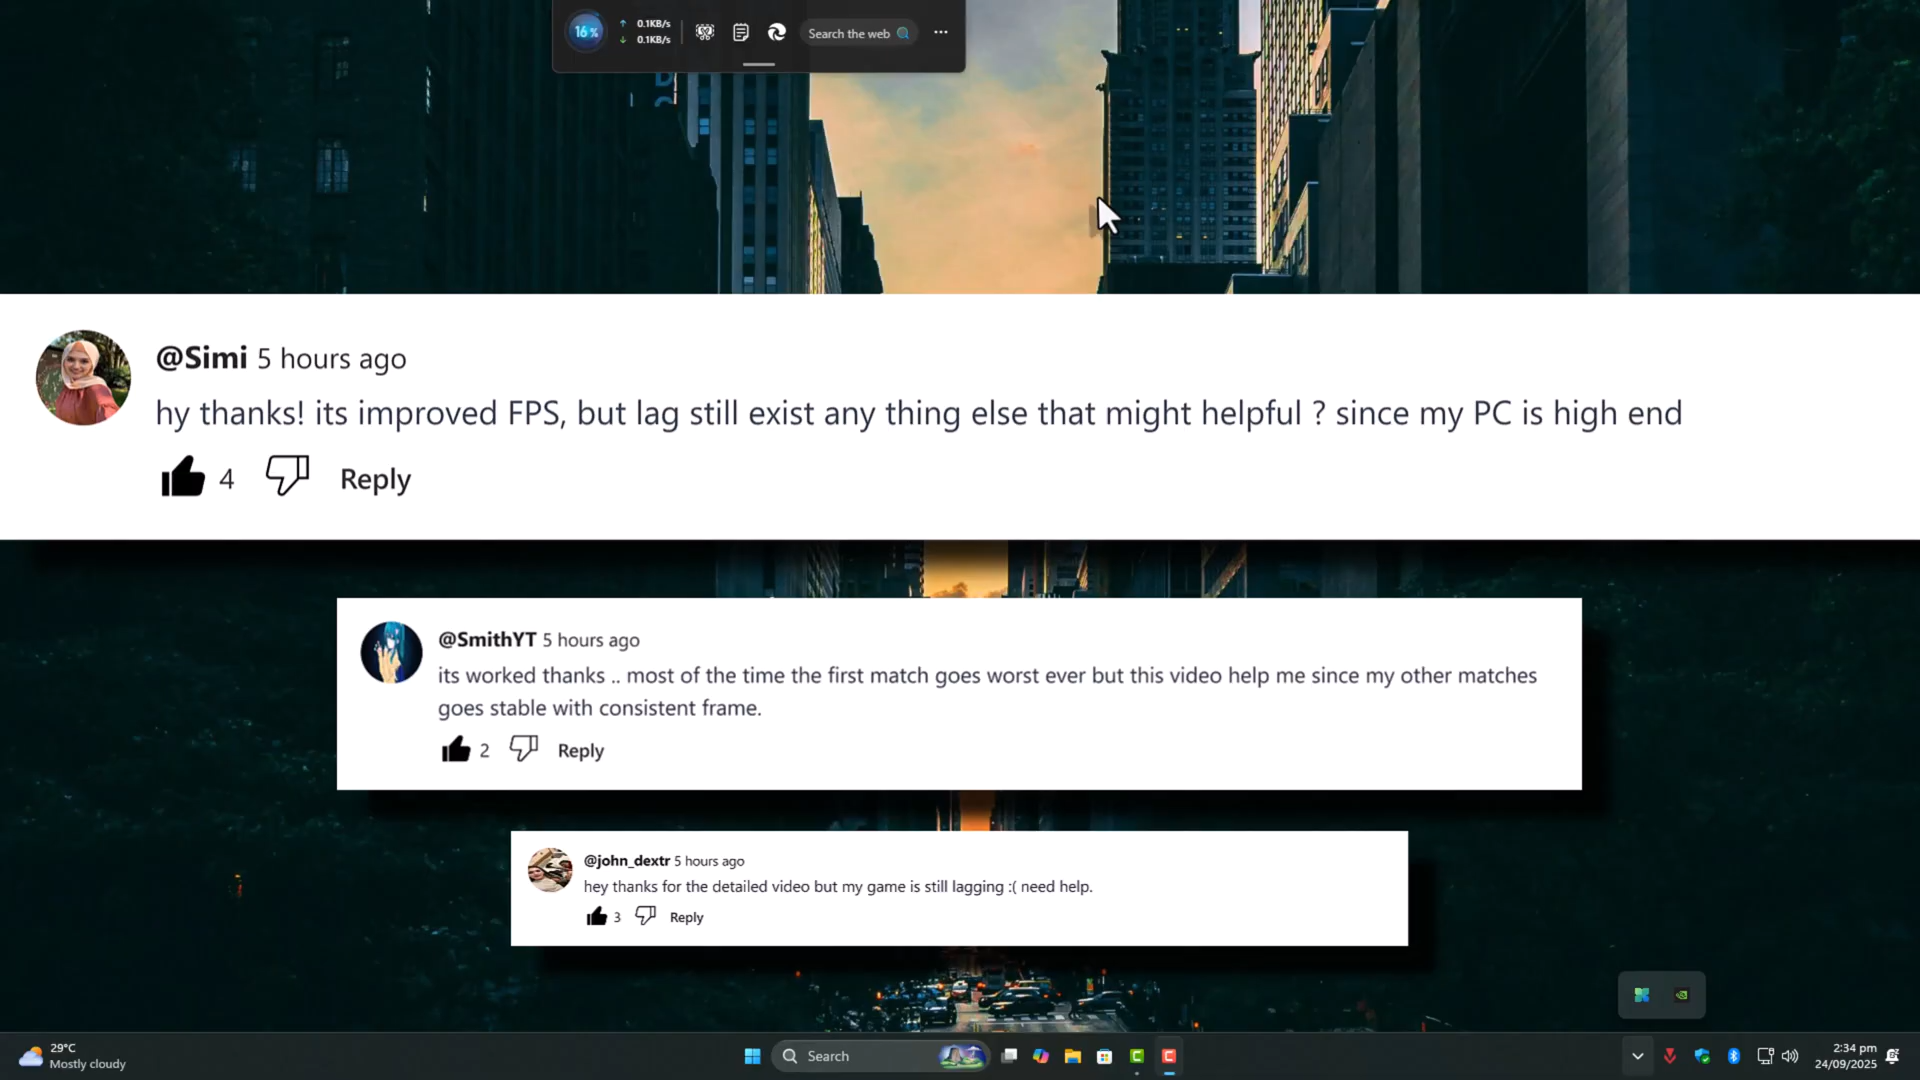 16%
↑ 0.1KB/s
↓ 0.1KB/s
Search the web
@Simi 5 hours ago
hy thanks! its improved FPS, but lag still exist any thing else that might helpful ? since my PC is high end
4 Reply
@SmithYT 5 hours ago
its worked thanks .. most of the time the first match goes worst ever but this video help me since my other matches
goes stable with consistent frame.
2 Reply
@john_dextr 5 hours ago
hey thanks for the detailed video but my game is still lagging :( need help.
3 Reply
29°C
Mostly cloudy
Search
2:34 pm
24/09/2025